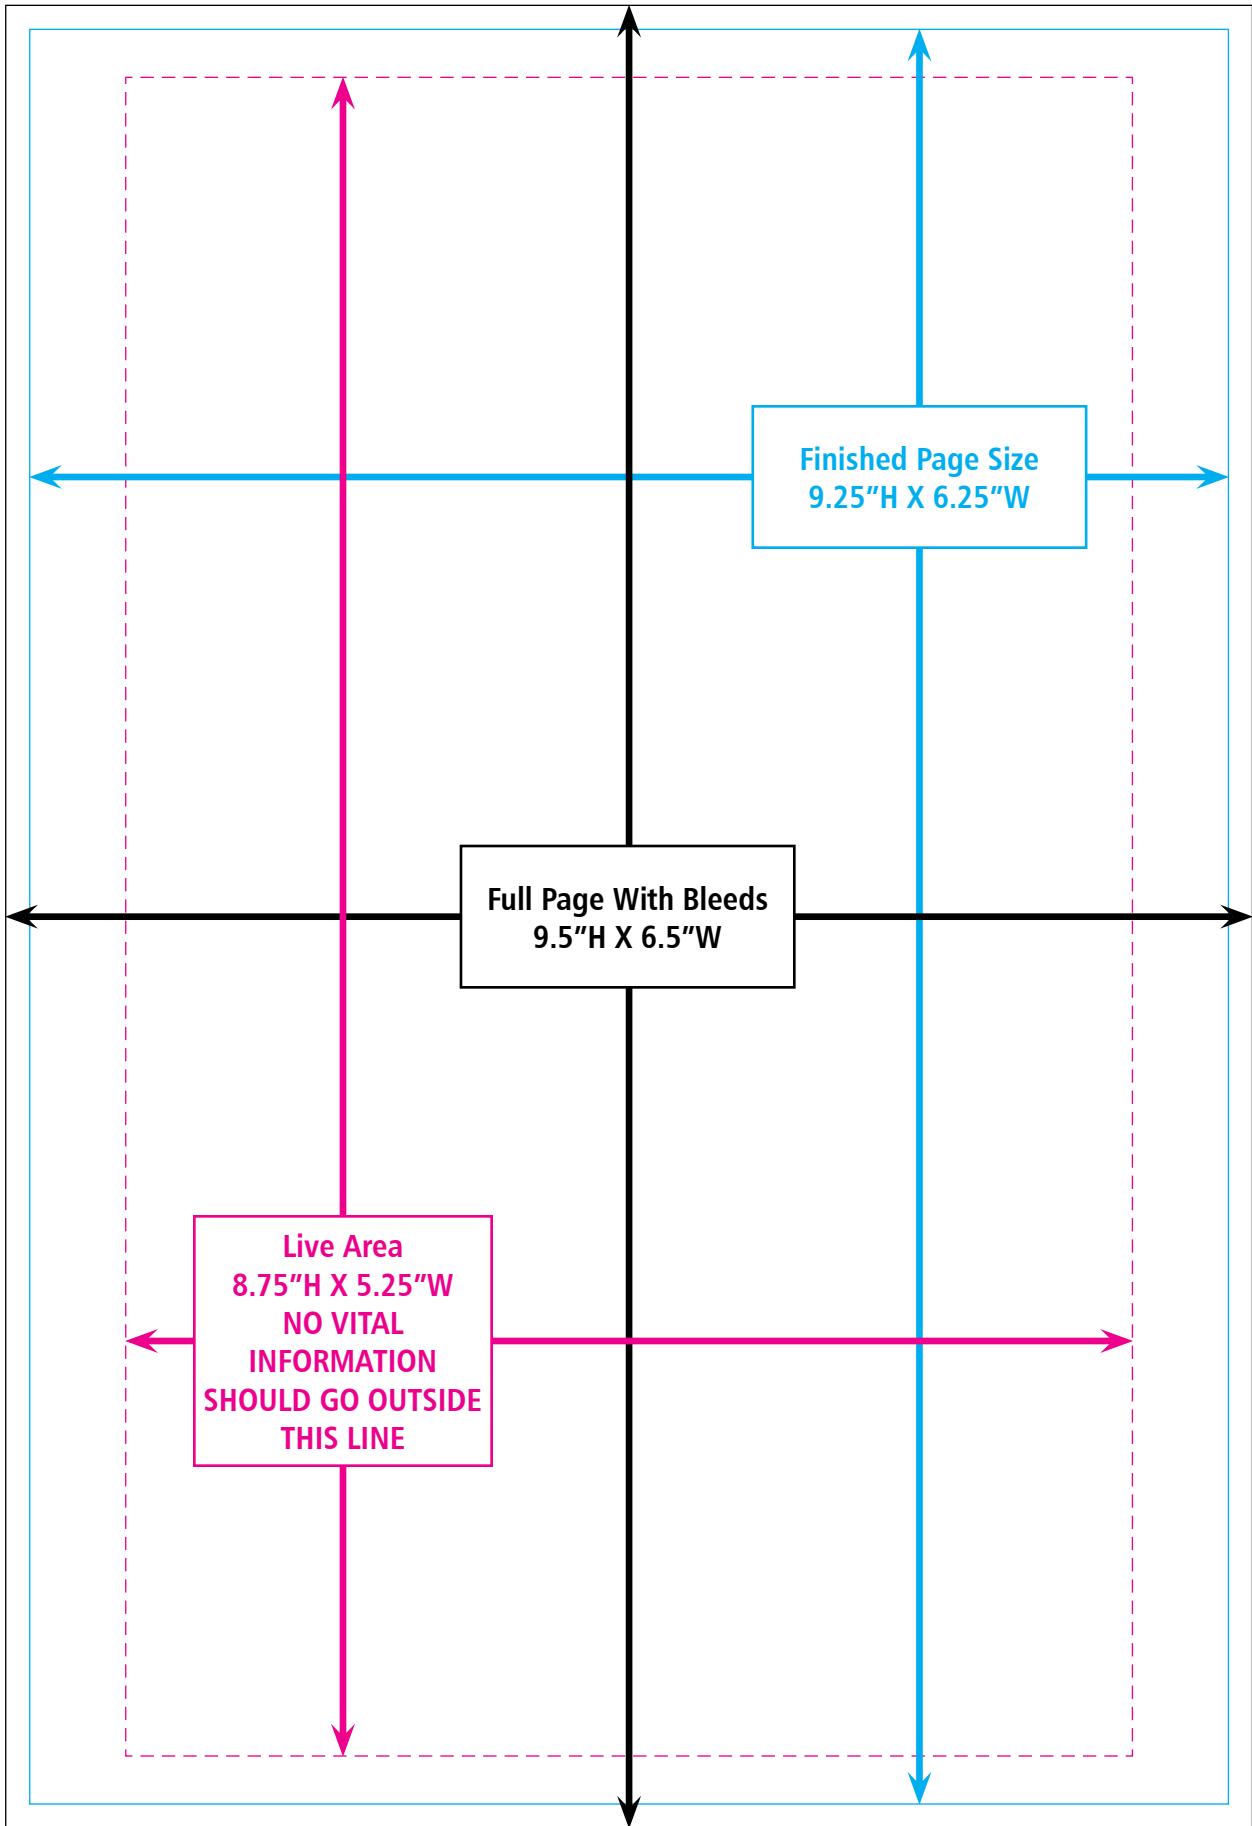 Finished Page Size
9.25"H X 6.25"W
Full Page With Bleeds
9.5"H X 6.5"W
Live Area
8.75"H X 5.25"W
NO VITAL
INFORMATION
SHOULD GO OUTSIDE
THIS LINE